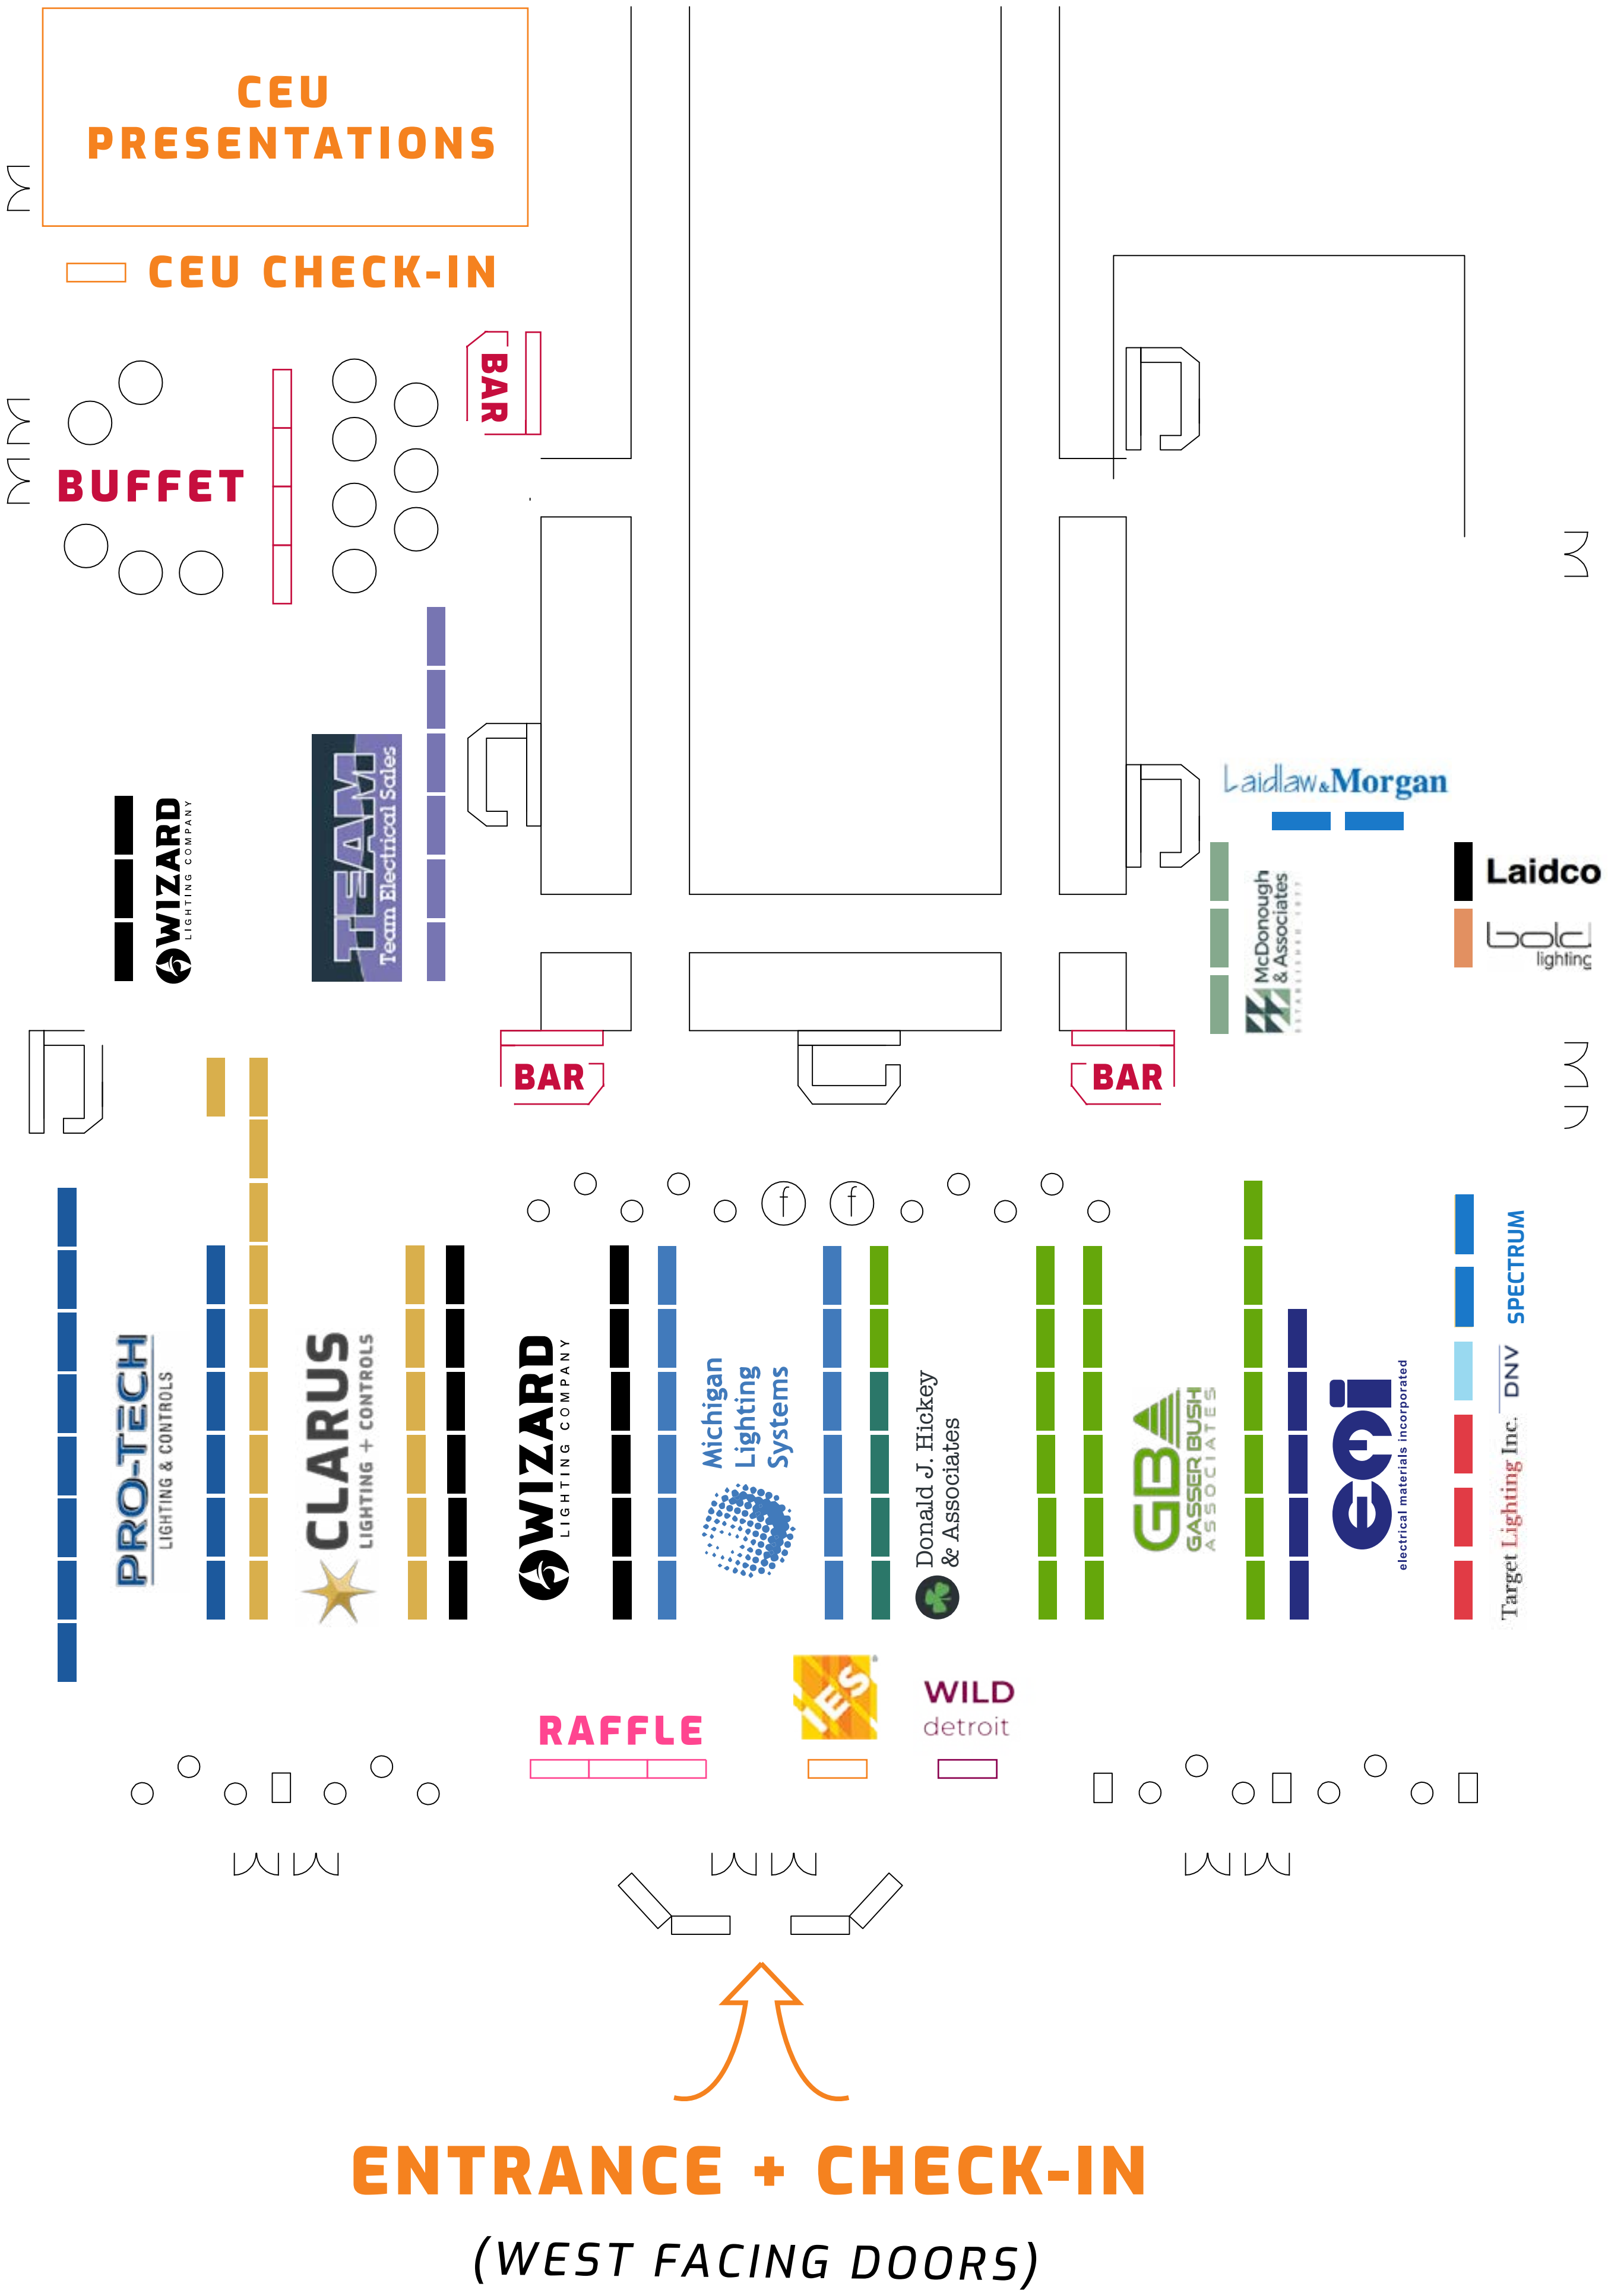 CEU
PRESENTATIONS
CEU CHECK-IN
BAR
BUFFET
TEAM
Team Electrical Sales
WIZARD
LIGHTING COMPANY
Laidlaw&Morgan
McDonough
& Associates
ESTABLISHED 1977
Laidco
bold
lighting
BAR
BAR
f
f
PRO-TECH
LIGHTING & CONTROLS
CLARUS
LIGHTING + CONTROLS
WIZARD
LIGHTING COMPANY
Michigan
Lighting
Systems
Donald J. Hickey
& Associates
GBA
GASSER BUSH
ASSOCIATES
emi
electrical materials incorporated
SPECTRUM
DNV
Target Lighting Inc.
RAFFLE
IES®
WILD
detroit
ENTRANCE + CHECK-IN
(WEST FACING DOORS)